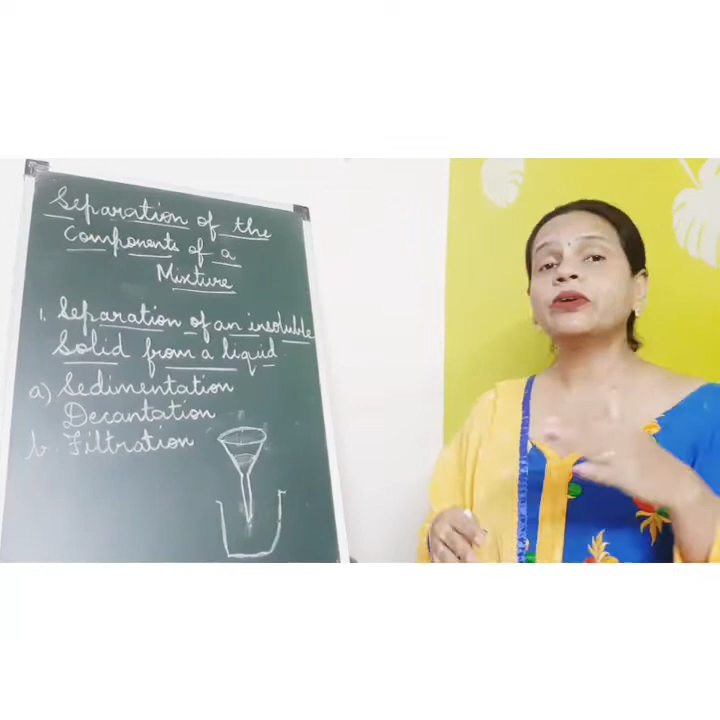 Separation of the
Components of a
Mixture
1. Separation of an insoluble
Solid from a liquid
a) Sedimentation
Decantation
b Filtration